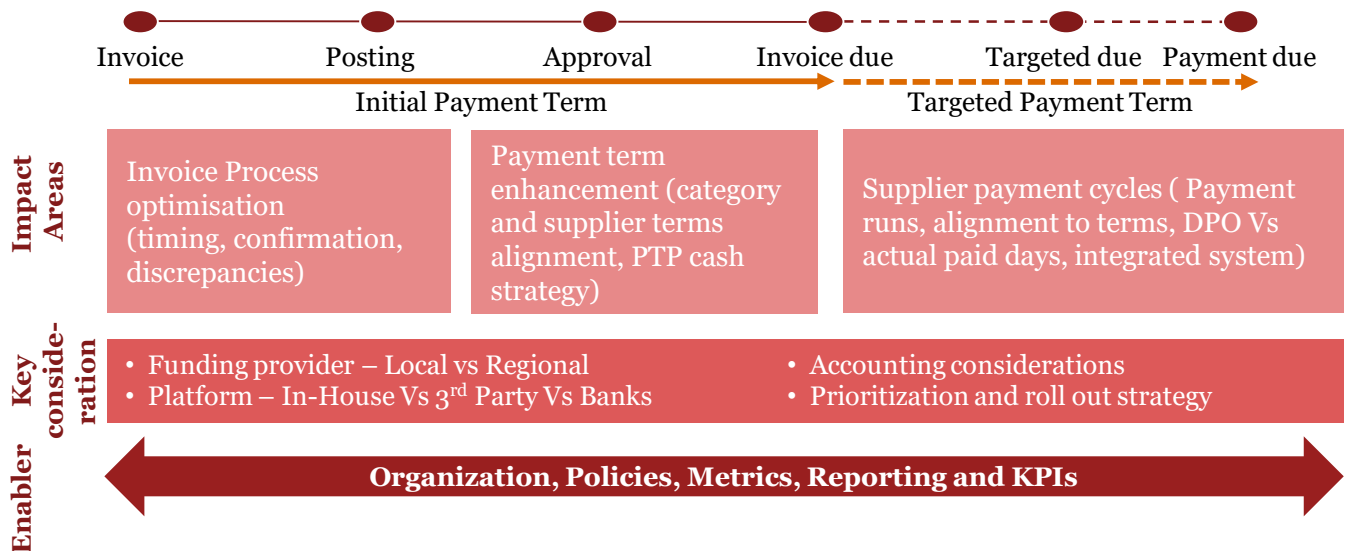 Invoice
Posting
Approval
Invoice due
Targeted due
Payment due
Initial Payment Term
Targeted Payment Term
Impact
Areas
Invoice Process
optimisation
(timing, confirmation,
discrepancies)
Payment term
enhancement (category
and supplier terms
alignment, PTP cash
strategy)
Supplier payment cycles ( Payment
runs, alignment to terms, DPO Vs
actual paid days, integrated system)
Key
conside-
ration
• Funding provider – Local vs Regional
• Platform – In-House Vs 3rd Party Vs Banks
• Accounting considerations
• Prioritization and roll out strategy
Enabler
Organization, Policies, Metrics, Reporting and KPIs